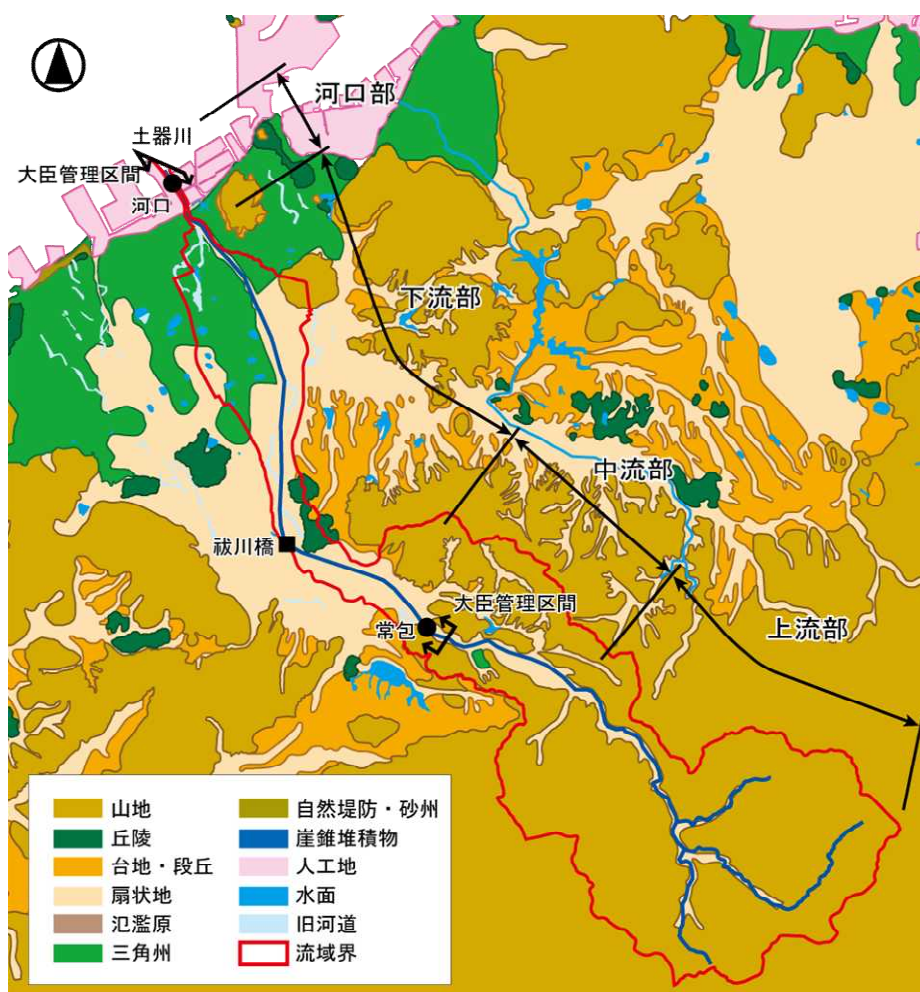 河口部
土器川
大臣管理区間
河口
下流部
中流部
祓川橋
大臣管理区間
常包
上流部
山地
丘陵
台地・段丘
扇状地
氾濫原
三角州
自然堤防・砂州
崖錐堆積物
人工地
水面
旧河道
流域界